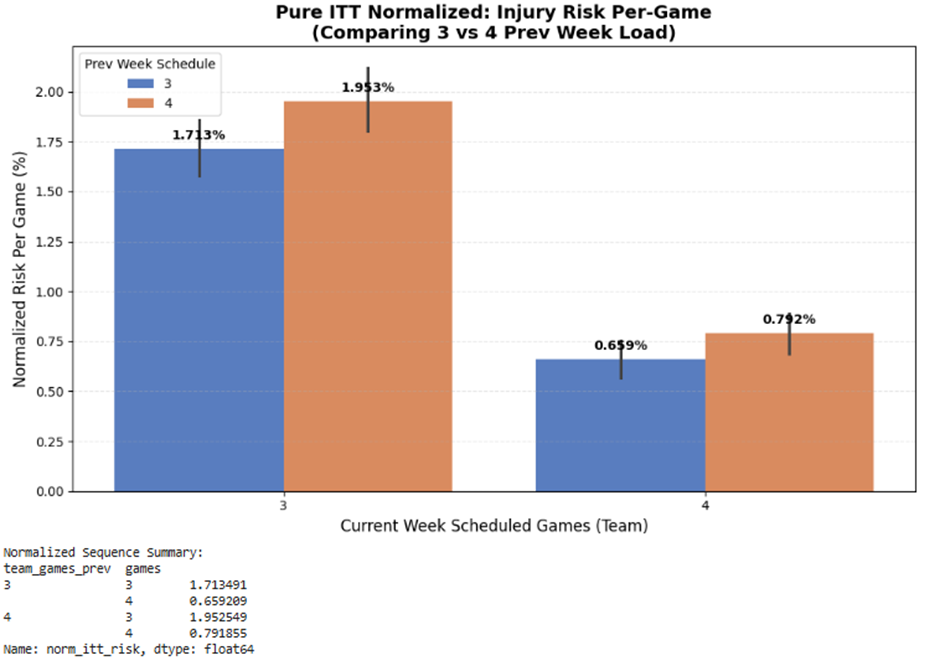 Pure ITT Normalized: Injury Risk Per-Game
(Comparing 3 vs 4 Prev Week Load)
Prev Week Schedule
3
4
Normalized Risk Per Game (%)
2.00
1.75
1.50
1.25
1.00
0.75
0.50
0.25
0.00
1.713%
1.953%
0.659%
0.792%
3
4
Current Week Scheduled Games (Team)
Normalized Sequence Summary:
team_games_prev  games
3                3        1.713491
                 4        0.659209
4                3        1.952549
                 4        0.791855
Name: norm_itt_risk, dtype: float64